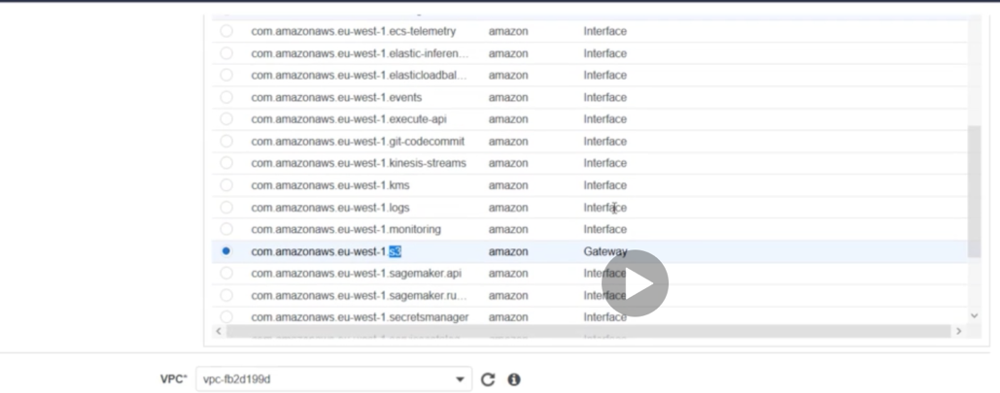 com.amazonaws.eu-west-1.ecs-telemetry amazon Interface
com.amazonaws.eu-west-1.elastic-inferen... amazon Interface
com.amazonaws.eu-west-1.elasticloadbal... amazon Interface
com.amazonaws.eu-west-1.events amazon Interface
com.amazonaws.eu-west-1.execute-api amazon Interface
com.amazonaws.eu-west-1.git-codecommit amazon Interface
com.amazonaws.eu-west-1.kinesis-streams amazon Interface
com.amazonaws.eu-west-1.kms amazon Interface
com.amazonaws.eu-west-1.logs amazon Interface
com.amazonaws.eu-west-1.monitoring amazon Interface
com.amazonaws.eu-west-1.s3 amazon Gateway
com.amazonaws.eu-west-1.sagemaker.api amazon Interface
com.amazonaws.eu-west-1.sagemaker.ru... amazon Interface
com.amazonaws.eu-west-1.secretsmanager amazon Interface
VPC* vpc-fb2d199d